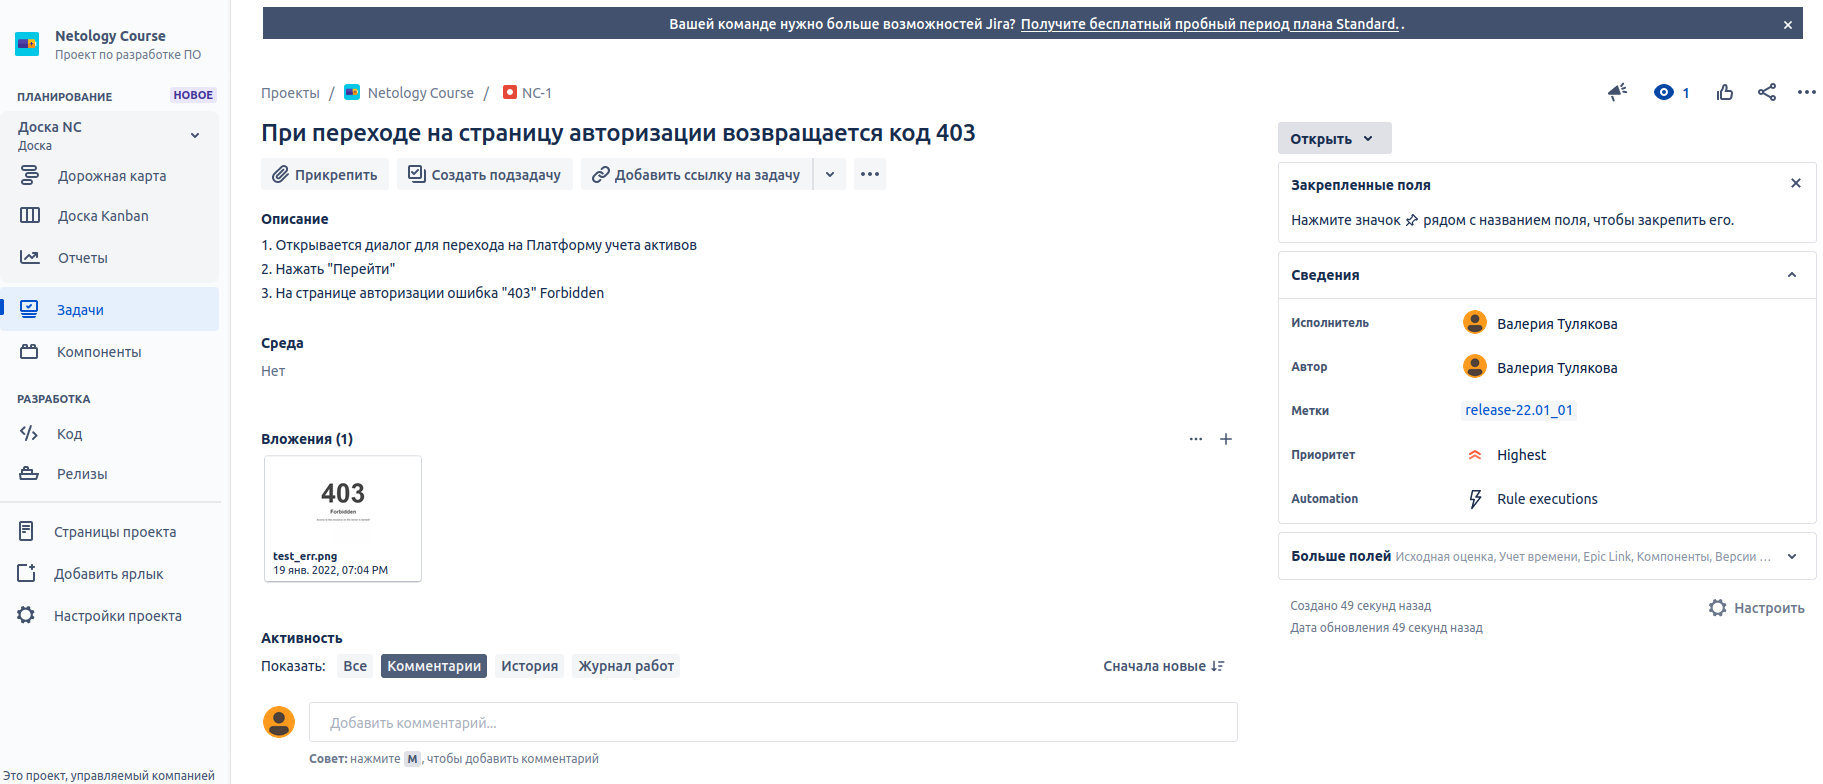 Вашей команде нужно больше возможностей Jira? Получите бесплатный пробный период плана Standard. .
Netology Course
Проект по разработке ПО
ПЛАНИРОВАНИЕ
НОВОЕ
Доска NC
Доска
Дорожная карта
Доска Kanban
Отчеты
Задачи
Компоненты
РАЗРАБОТКА
Код
Релизы
Страницы проекта
Добавить ярлык
Настройки проекта
Это проект, управляемый компанией
Проекты / Netology Course / NC-1
1
При переходе на страницу авторизации возвращается код 403
Прикрепить
Создать подзадачу
Добавить ссылку на задачу
Описание
1. Открывается диалог для перехода на Платформу учета активов
2. Нажать "Перейти"
3. На странице авторизации ошибка "403" Forbidden
Среда
Нет
Вложения (1)
403
Forbidden
test_err.png
19 янв. 2022, 07:04 PM
Активность
Показать:
Все
Комментарии
История
Журнал работ
Сначала новые
Добавить комментарий...
Совет: нажмите M, чтобы добавить комментарий
Открыть
Закрепленные поля
Нажмите значок рядом с названием поля, чтобы закрепить его.
Сведения
Исполнитель
Валерия Тулякова
Автор
Валерия Тулякова
Метки
release-22.01_01
Приоритет
Highest
Automation
Rule executions
Больше полей Исходная оценка, Учет времени, Epic Link, Компоненты, Версии ...
Создано 49 секунд назад
Дата обновления 49 секунд назад
Настроить